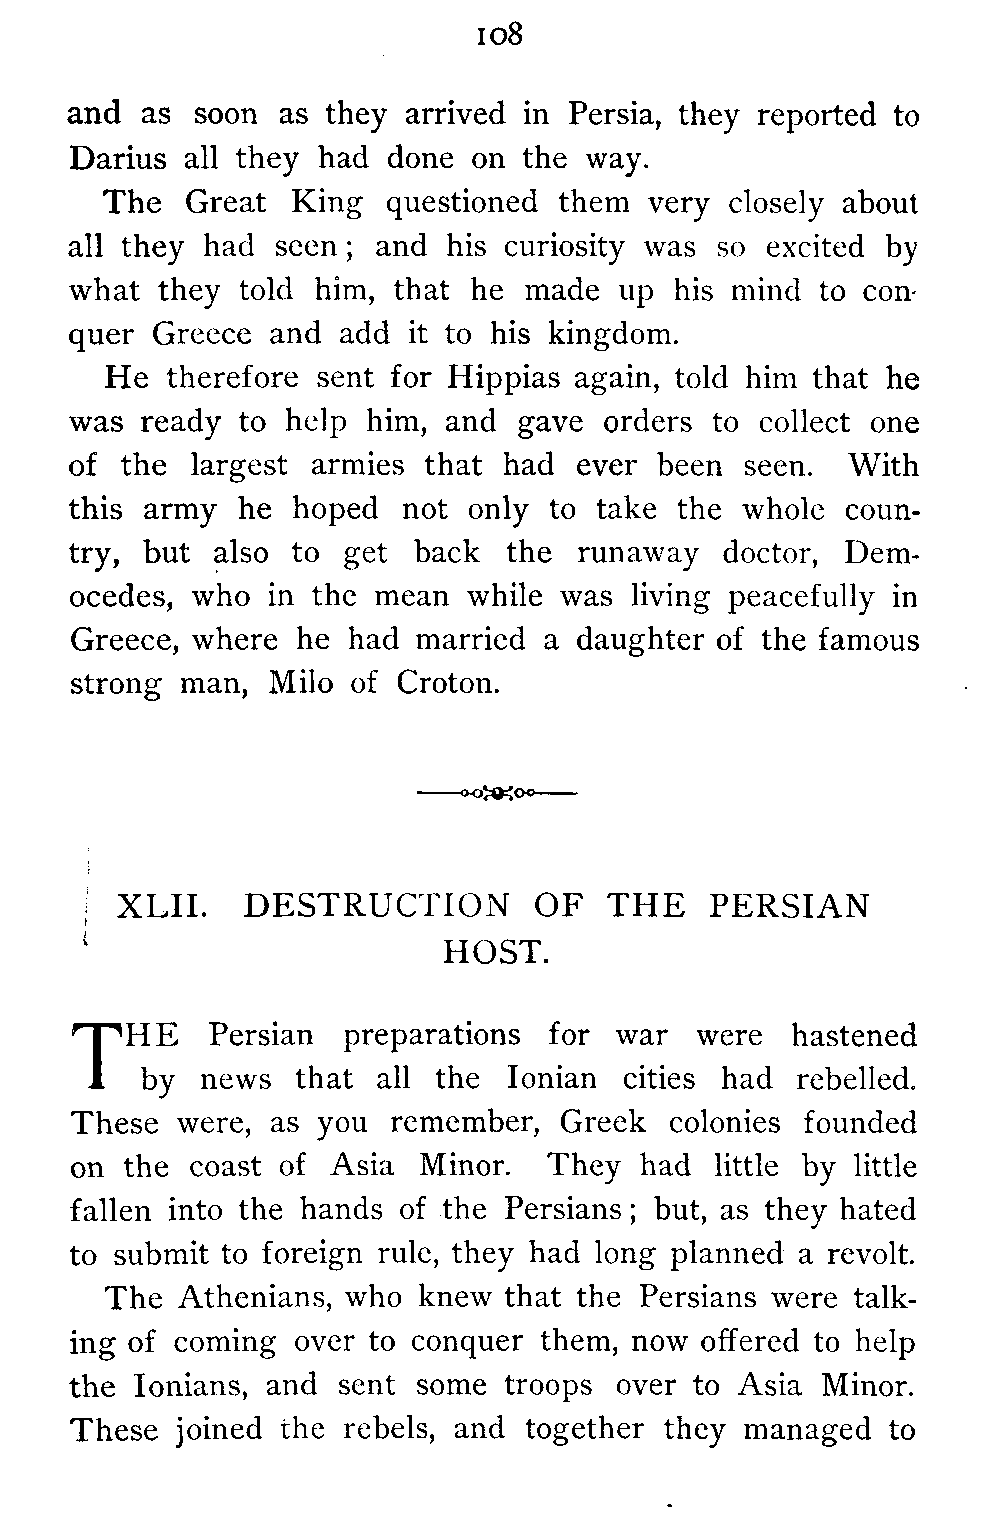 108
and as soon as they arrived in Persia, they reported to
Darius all they had done on the way.
The Great King questioned them very closely about
all they had seen; and his curiosity was so excited by
what they told him, that he made up his mind to con-
quer Greece and add it to his kingdom.
He therefore sent for Hippias again, told him that he
was ready to help him, and gave orders to collect one
of the largest armies that had ever been seen. With
this army he hoped not only to take the whole coun-
try, but also to get back the runaway doctor, Dem-
ocedes, who in the mean while was living peacefully in
Greece, where he had married a daughter of the famous
strong man, Milo of Croton.
XLII. DESTRUCTION OF THE PERSIAN
HOST.
THE Persian preparations for war were hastened
by news that all the Ionian cities had rebelled.
These were, as you remember, Greek colonies founded
on the coast of Asia Minor. They had little by little
fallen into the hands of the Persians; but, as they hated
to submit to foreign rule, they had long planned a revolt.
The Athenians, who knew that the Persians were talk-
ing of coming over to conquer them, now offered to help
the Ionians, and sent some troops over to Asia Minor.
These joined the rebels, and together they managed to